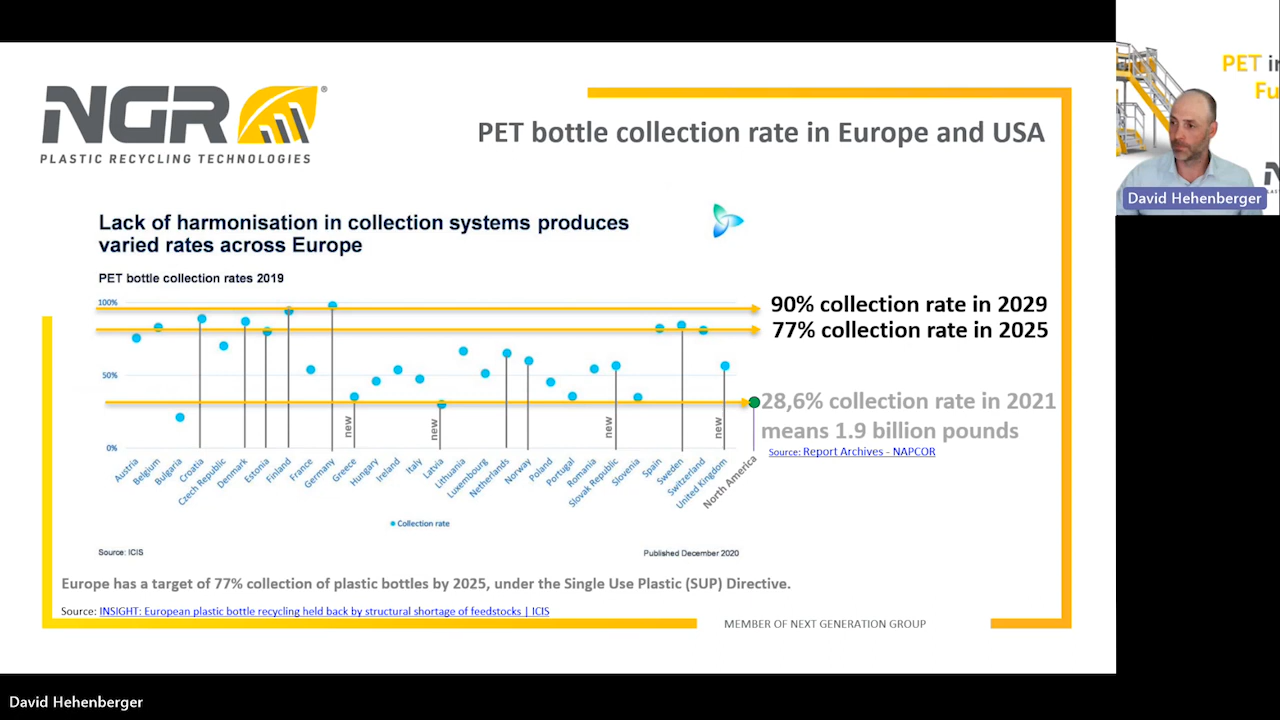 NGR®
PLASTIC RECYCLING TECHNOLOGIES
PET bottle collection rate in Europe and USA
Lack of harmonisation in collection systems produces
varied rates across Europe
PET bottle collection rates 2019
100%
50%
0%
90% collection rate in 2029
77% collection rate in 2025
28,6% collection rate in 2021
means 1.9 billion pounds
Source: Report Archives - NAPCOR
new
new
new
new
Austria
Belgium
Bulgaria
Croatia
Czech Republic
Denmark
Estonia
Finland
France
Germany
Greece
Hungary
Ireland
Italy
Latvia
Lithuania
Luxembourg
Netherlands
Norway
Poland
Portugal
Romania
Slovak Republic
Slovenia
Spain
Sweden
Switzerland
United Kingdom
North America
Collection rate
Source: ICIS
Published December 2020
Europe has a target of 77% collection of plastic bottles by 2025, under the Single Use Plastic (SUP) Directive.
Source: INSIGHT: European plastic bottle recycling held back by structural shortage of feedstocks | ICIS
MEMBER OF NEXT GENERATION GROUP
PET
David Hehenberger
David Hehenberger